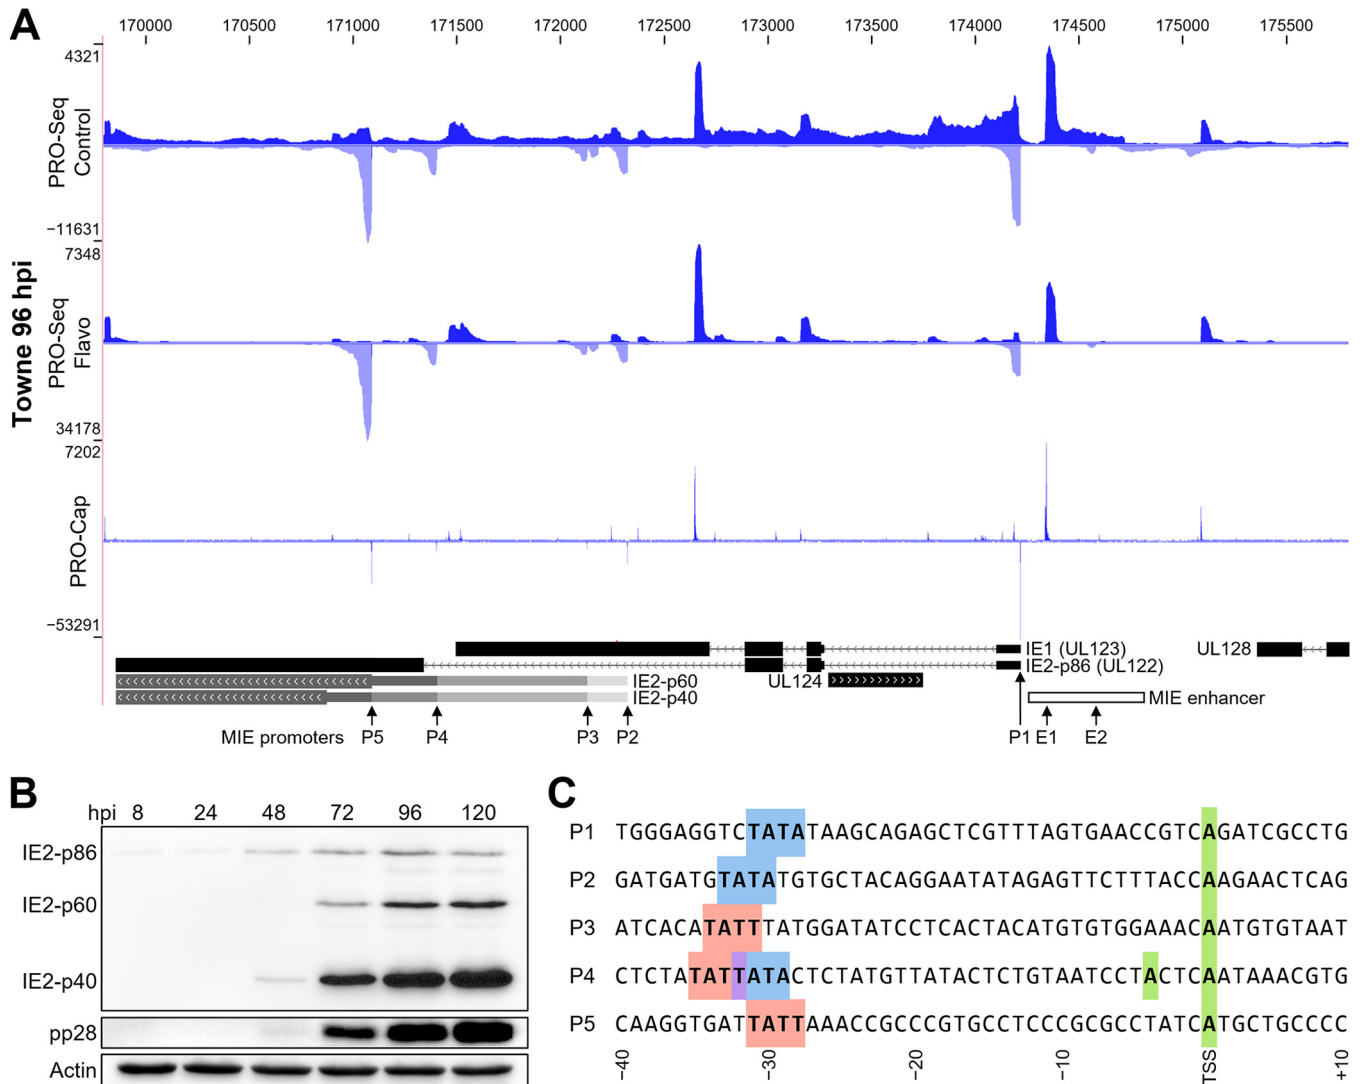 A
170000 170500 171000 171500 172000 172500 173000 173500 174000 174500 175000 175500
Towne 96 hpi
4321
PRO-Seq
Control
−11631
7348
PRO-Seq
Flavo
34178
7202
PRO-Cap
−53291
IE1 (UL123)
UL128
IE2-p86 (UL122)
IE2-p60
UL124
IE2-p40
MIE enhancer
MIE promoters P5 P4 P3 P2 P1 E1 E2
B
hpi 8 24 48 72 96 120
IE2-p86
IE2-p60
IE2-p40
pp28
Actin
C
P1 TGGGAGGTCTATATAAGCAGAGCTCGTTTAGTGAACCGTCAGATCGCCTG
P2 GATGATGTATATGTGCTACAGGAATATAGAGTTCTTTACCAAGAACTCAG
P3 ATCACATATTTATGGATATCCTCACTACATGTGTGGAAACAATGTGTAAT
P4 CTCTATATTATACTCTATGTTATACTCTGTAATCCTACTCAATAAACGTG
P5 CAAGGTGATTATTAAACCGCCCGTGCCTCCCGCGCCTATCATGCTGCCCC
−40 −30 −20 −10 TSS +10